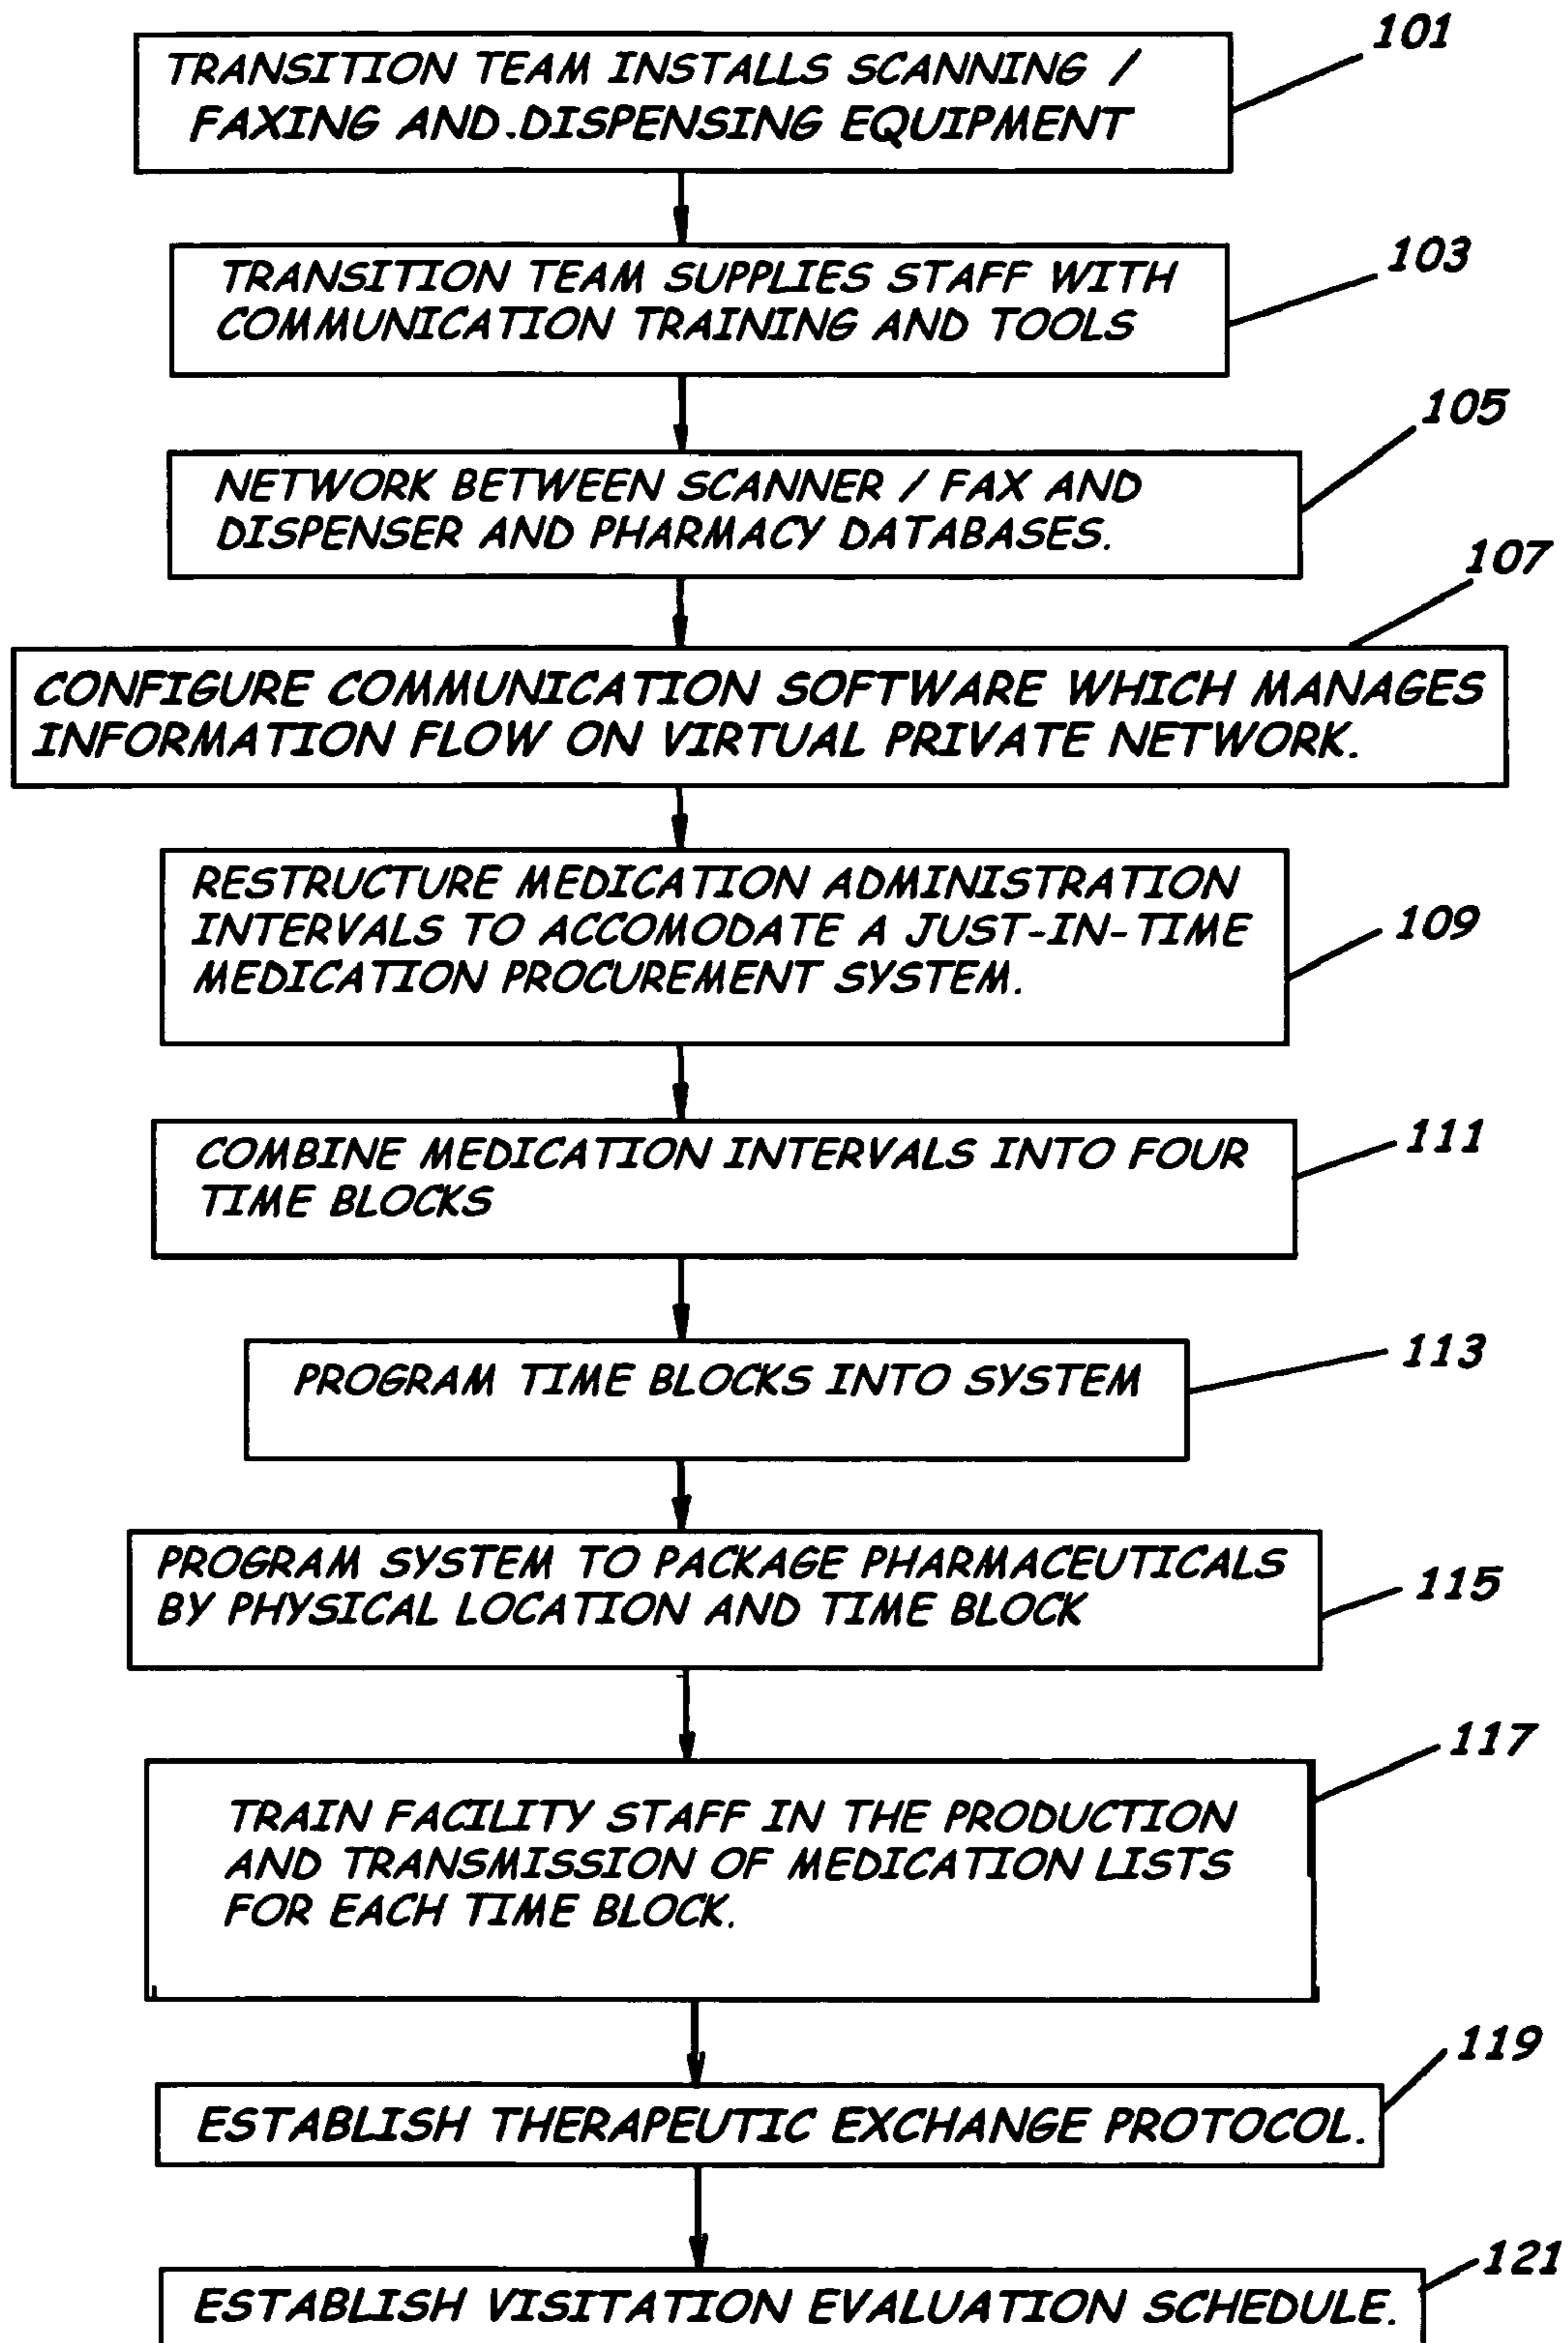 101
TRANSITION TEAM INSTALLS SCANNING /
FAXING AND.DISPENSING EQUIPMENT
103
TRANSITION TEAM SUPPLIES STAFF WITH
COMMUNICATION TRAINING AND TOOLS
105
NETWORK BETWEEN SCANNER / FAX AND
DISPENSER AND PHARMACY DATABASES.
107
CONFIGURE COMMUNICATION SOFTWARE WHICH MANAGES
INFORMATION FLOW ON VIRTUAL PRIVATE NETWORK.
RESTRUCTURE MEDICATION ADMINISTRATION
INTERVALS TO ACCOMODATE A JUST-IN-TIME
MEDICATION PROCUREMENT SYSTEM.
109
COMBINE MEDICATION INTERVALS INTO FOUR
TIME BLOCKS
111
PROGRAM TIME BLOCKS INTO SYSTEM
113
PROGRAM SYSTEM TO PACKAGE PHARMACEUTICALS
BY PHYSICAL LOCATION AND TIME BLOCK
115
117
TRAIN FACILITY STAFF IN THE PRODUCTION
AND TRANSMISSION OF MEDICATION LISTS
FOR EACH TIME BLOCK.
119
ESTABLISH THERAPEUTIC EXCHANGE PROTOCOL.
121
ESTABLISH VISITATION EVALUATION SCHEDULE.